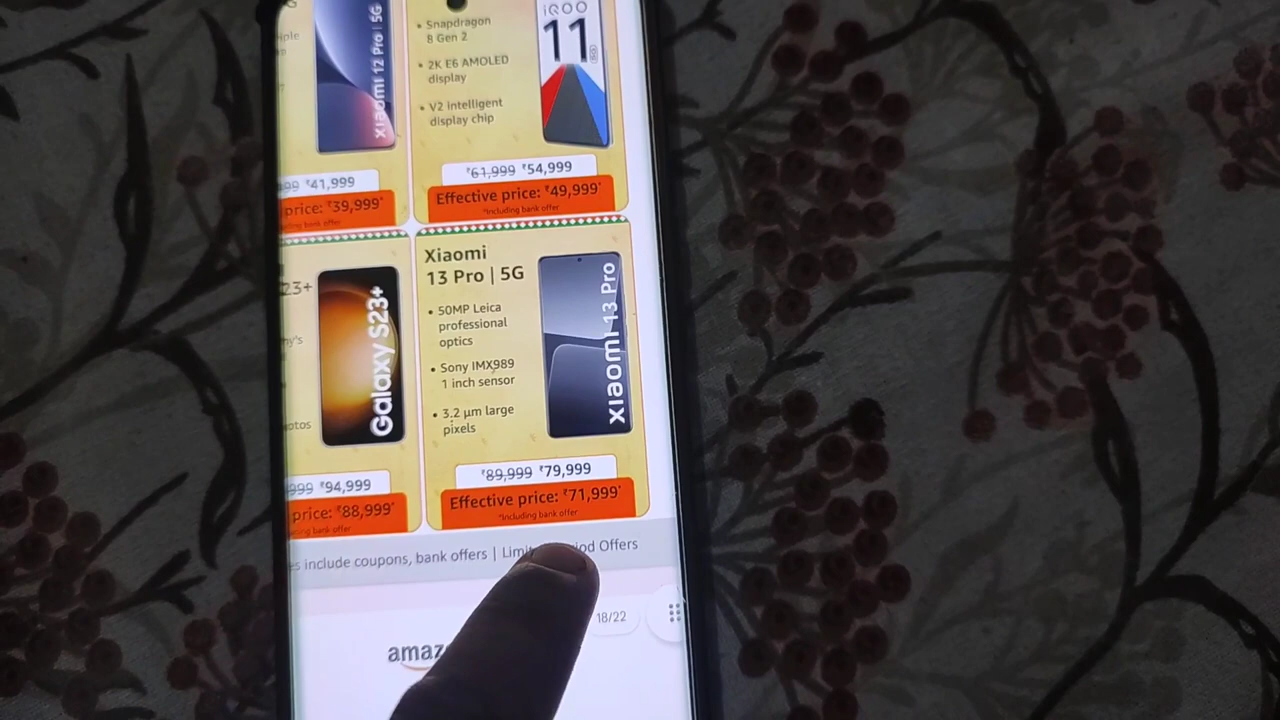 Xiaomi 12 Pro | 5G
41,999
price: ₹39,999*
• Snapdragon
8 Gen 2
• 2K E6 AMOLED
display
• V2 intelligent
display chip
iQOO
11
5G
₹61,999 ₹54,999
Effective price: ₹49,999*
*Including bank offer
23+
Galaxy S23+
₹94,999
price: ₹88,999*
bank offer
Xiaomi
13 Pro | 5G
• 50MP Leica
professional
optics
• Sony IMX989
1 inch sensor
• 3.2 µm large
pixels
Xiaomi 13 Pro
₹89,999 ₹79,999
Effective price: ₹71,999*
*Including bank offer
include coupons, bank offers | Offers
18/22
amaz